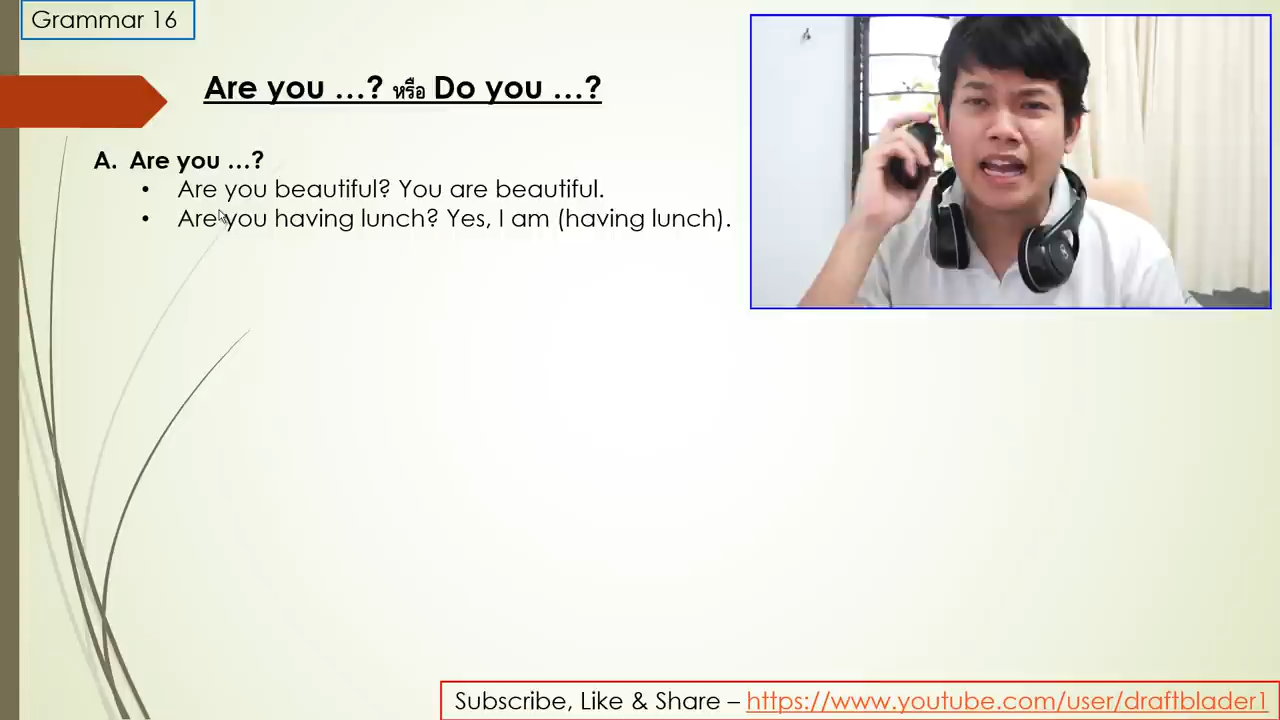 Grammar 16
Are you ...? หรือ Do you ...?
A. Are you ...?
• Are you beautiful? You are beautiful.
• Are you having lunch? Yes, I am (having lunch).
Subscribe, Like & Share – https://www.youtube.com/user/draftblader1